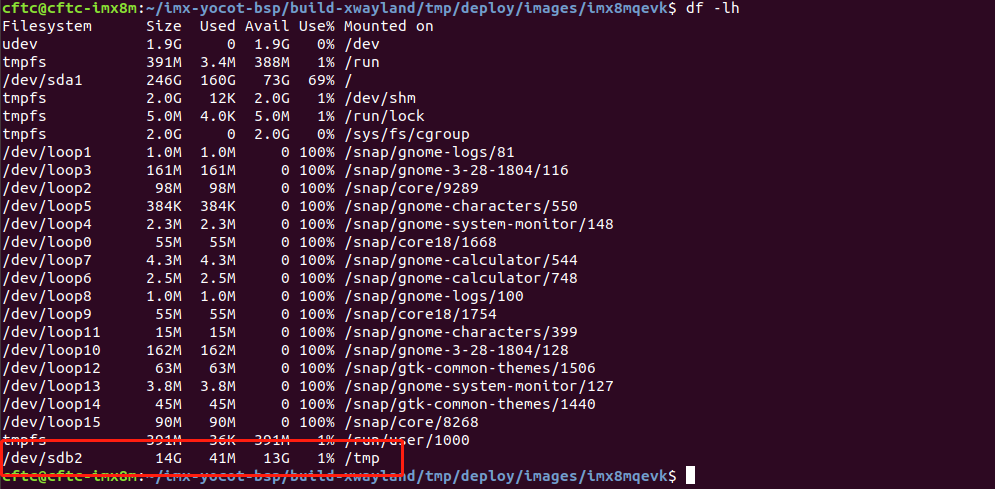 cftc@cftc-imx8m:~/imx-yocot-bsp/build-xwayland/tmp/deploy/images/imx8mqevk$ df -lh
Filesystem      Size  Used Avail Use% Mounted on
udev            1.9G     0  1.9G   0% /dev
tmpfs           391M  3.4M  388M   1% /run
/dev/sda1       246G  160G   73G  69% /
tmpfs           2.0G   12K  2.0G   1% /dev/shm
tmpfs           5.0M  4.0K  5.0M   1% /run/lock
tmpfs           2.0G     0  2.0G   0% /sys/fs/cgroup
/dev/loop1      1.0M  1.0M     0 100% /snap/gnome-logs/81
/dev/loop3      161M  161M     0 100% /snap/gnome-3-28-1804/116
/dev/loop2       98M   98M     0 100% /snap/core/9289
/dev/loop5      384K  384K     0 100% /snap/gnome-characters/550
/dev/loop4      2.3M  2.3M     0 100% /snap/gnome-system-monitor/148
/dev/loop0       55M   55M     0 100% /snap/core18/1668
/dev/loop7      4.3M  4.3M     0 100% /snap/gnome-calculator/544
/dev/loop6      2.5M  2.5M     0 100% /snap/gnome-calculator/748
/dev/loop8      1.0M  1.0M     0 100% /snap/gnome-logs/100
/dev/loop9       55M   55M     0 100% /snap/core18/1754
/dev/loop11      15M   15M     0 100% /snap/gnome-characters/399
/dev/loop10     162M  162M     0 100% /snap/gnome-3-28-1804/128
/dev/loop12      63M   63M     0 100% /snap/gtk-common-themes/1506
/dev/loop13     3.8M  3.8M     0 100% /snap/gnome-system-monitor/127
/dev/loop14      45M   45M     0 100% /snap/gtk-common-themes/1440
/dev/loop15      90M   90M     0 100% /snap/core/8268
tmpfs           391M   36K  391M   1% /run/user/1000
/dev/sdb2        14G   41M   13G   1% /tmp
cftc@cftc-imx8m:~/imx-yocot-bsp/build-xwayland/tmp/deploy/images/imx8mqevk$